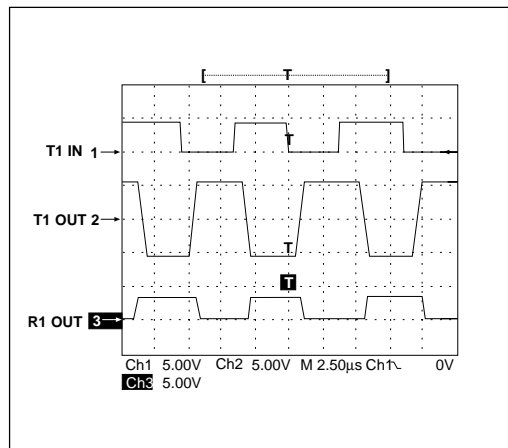 [ T ]
T
T1 IN 1
T1 OUT 2
T
T
R1 OUT 3
Ch1 5.00V Ch2 5.00V M 2.50µs Ch1 0V
Ch3 5.00V